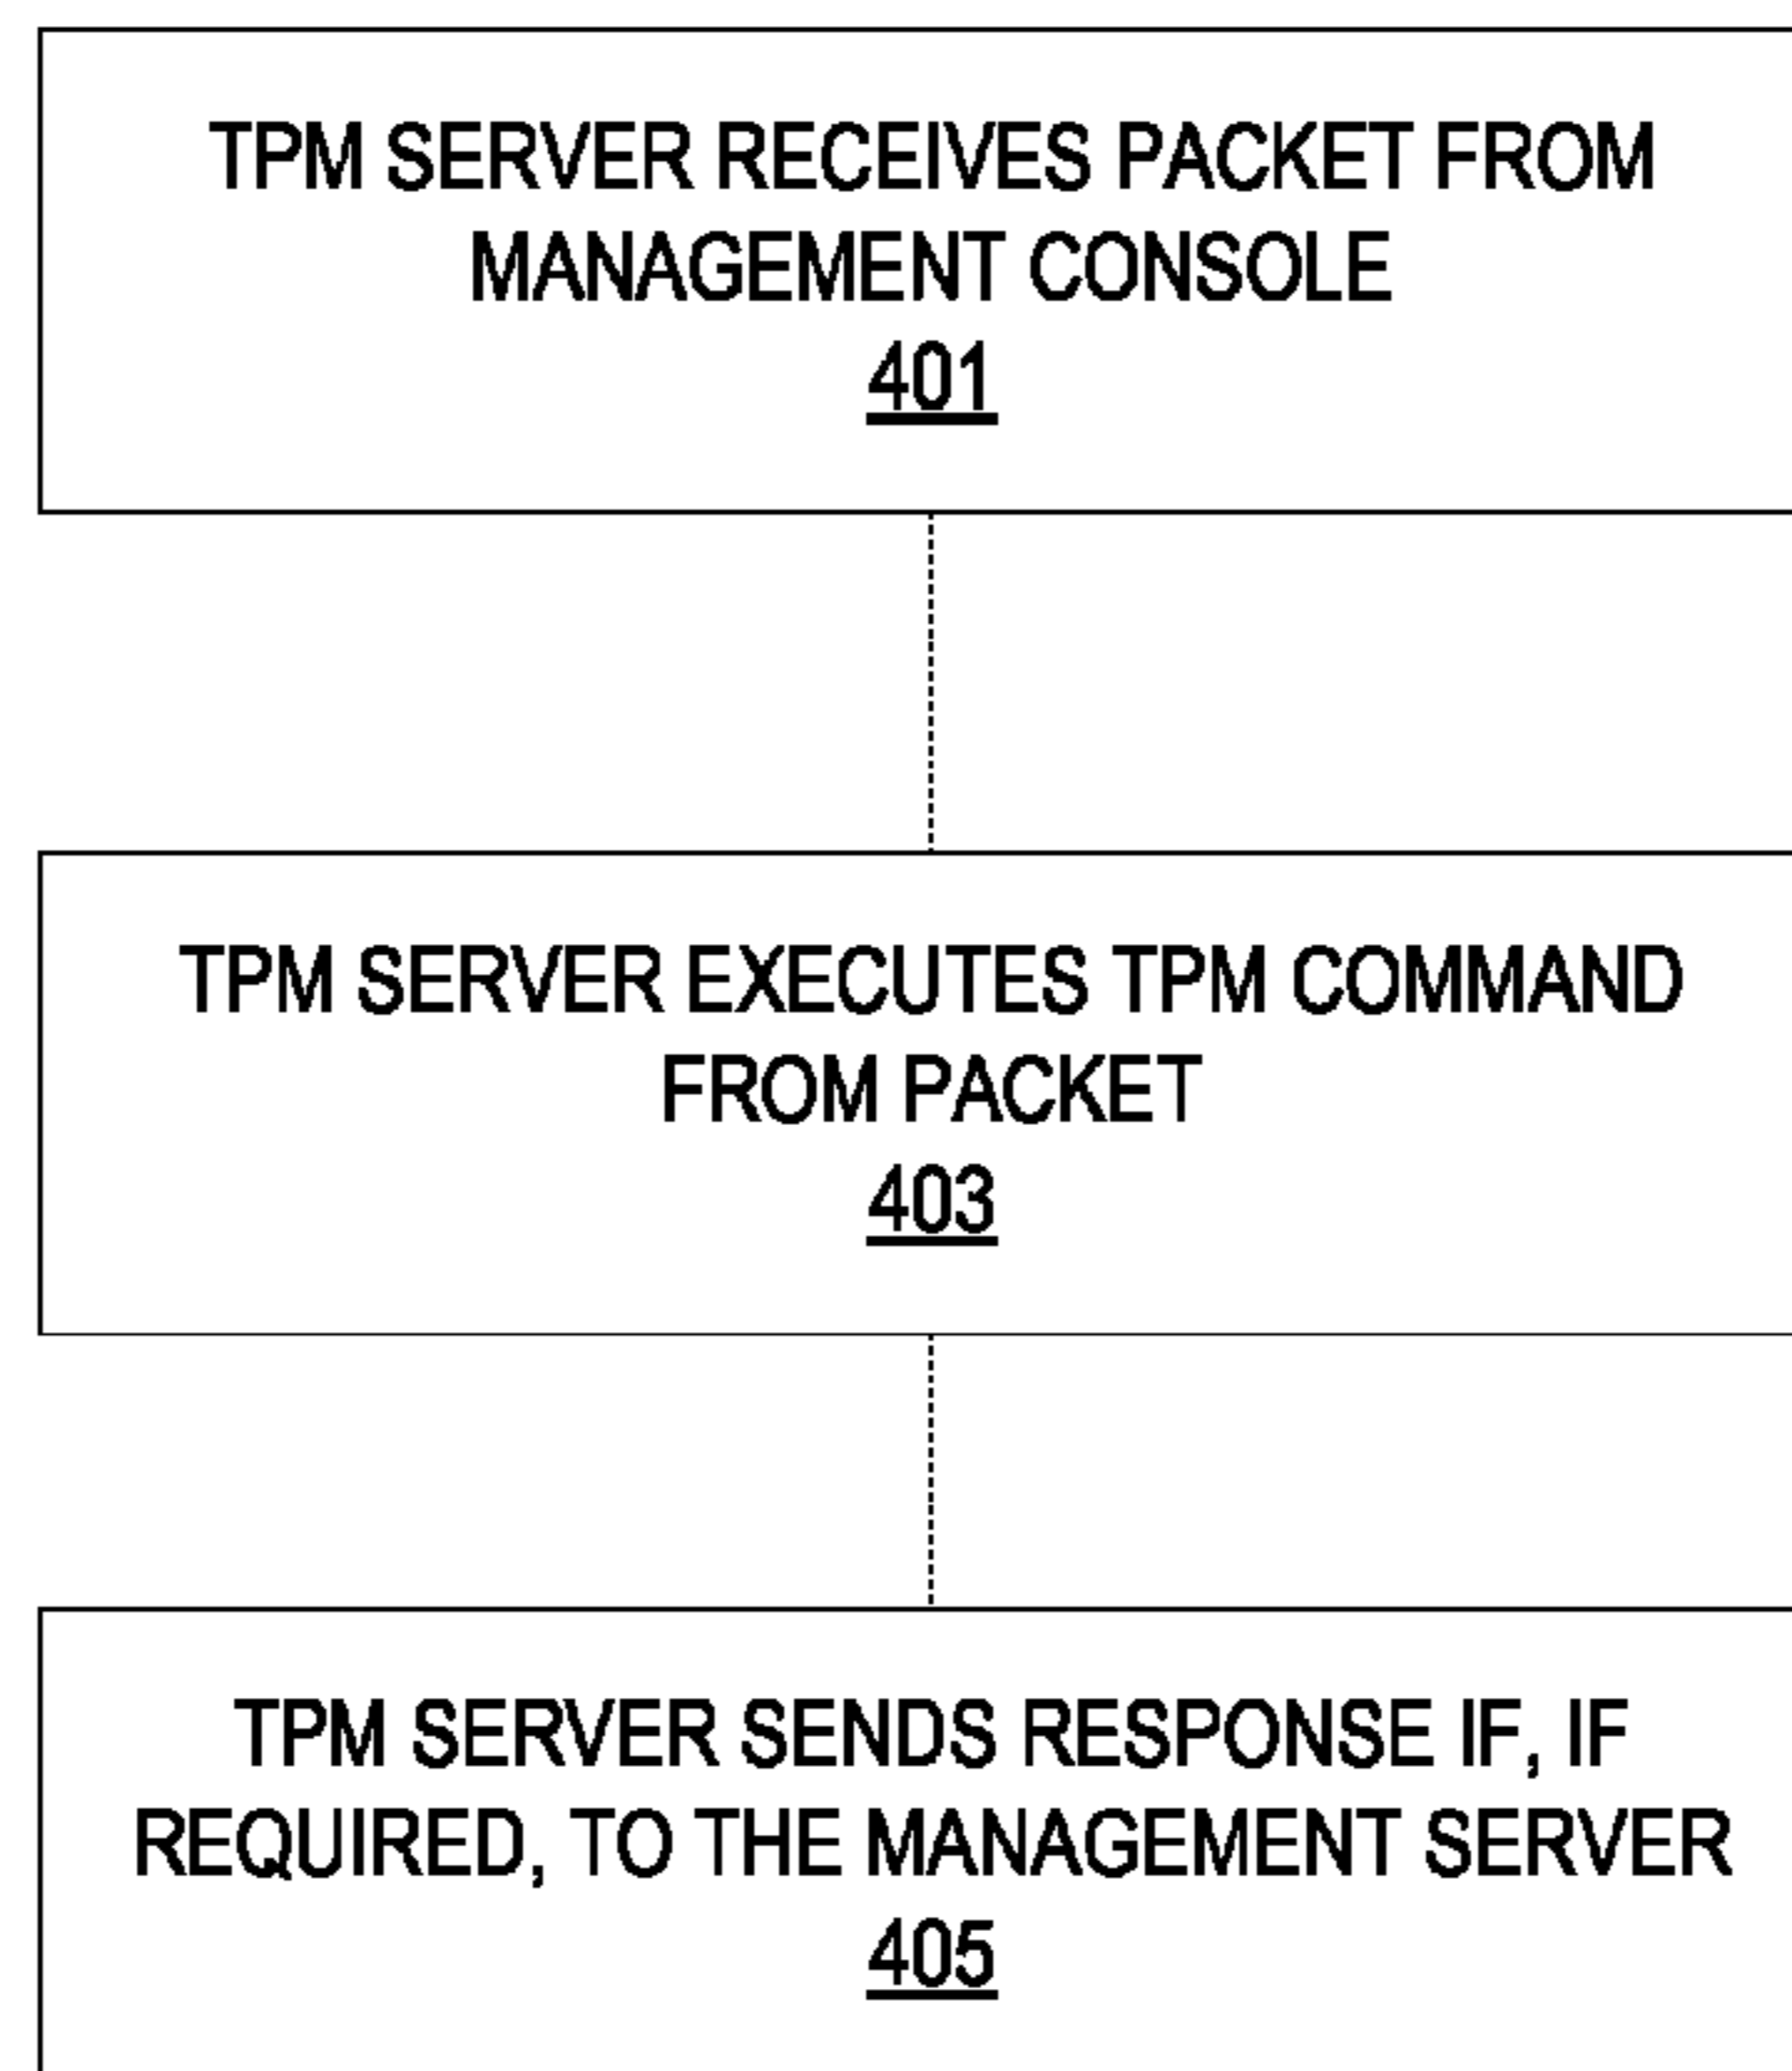 TPM SERVER RECEIVES PACKET FROM
MANAGEMENT CONSOLE
401
TPM SERVER EXECUTES TPM COMMAND
FROM PACKET
403
TPM SERVER SENDS RESPONSE IF, IF
REQUIRED, TO THE MANAGEMENT SERVER
405